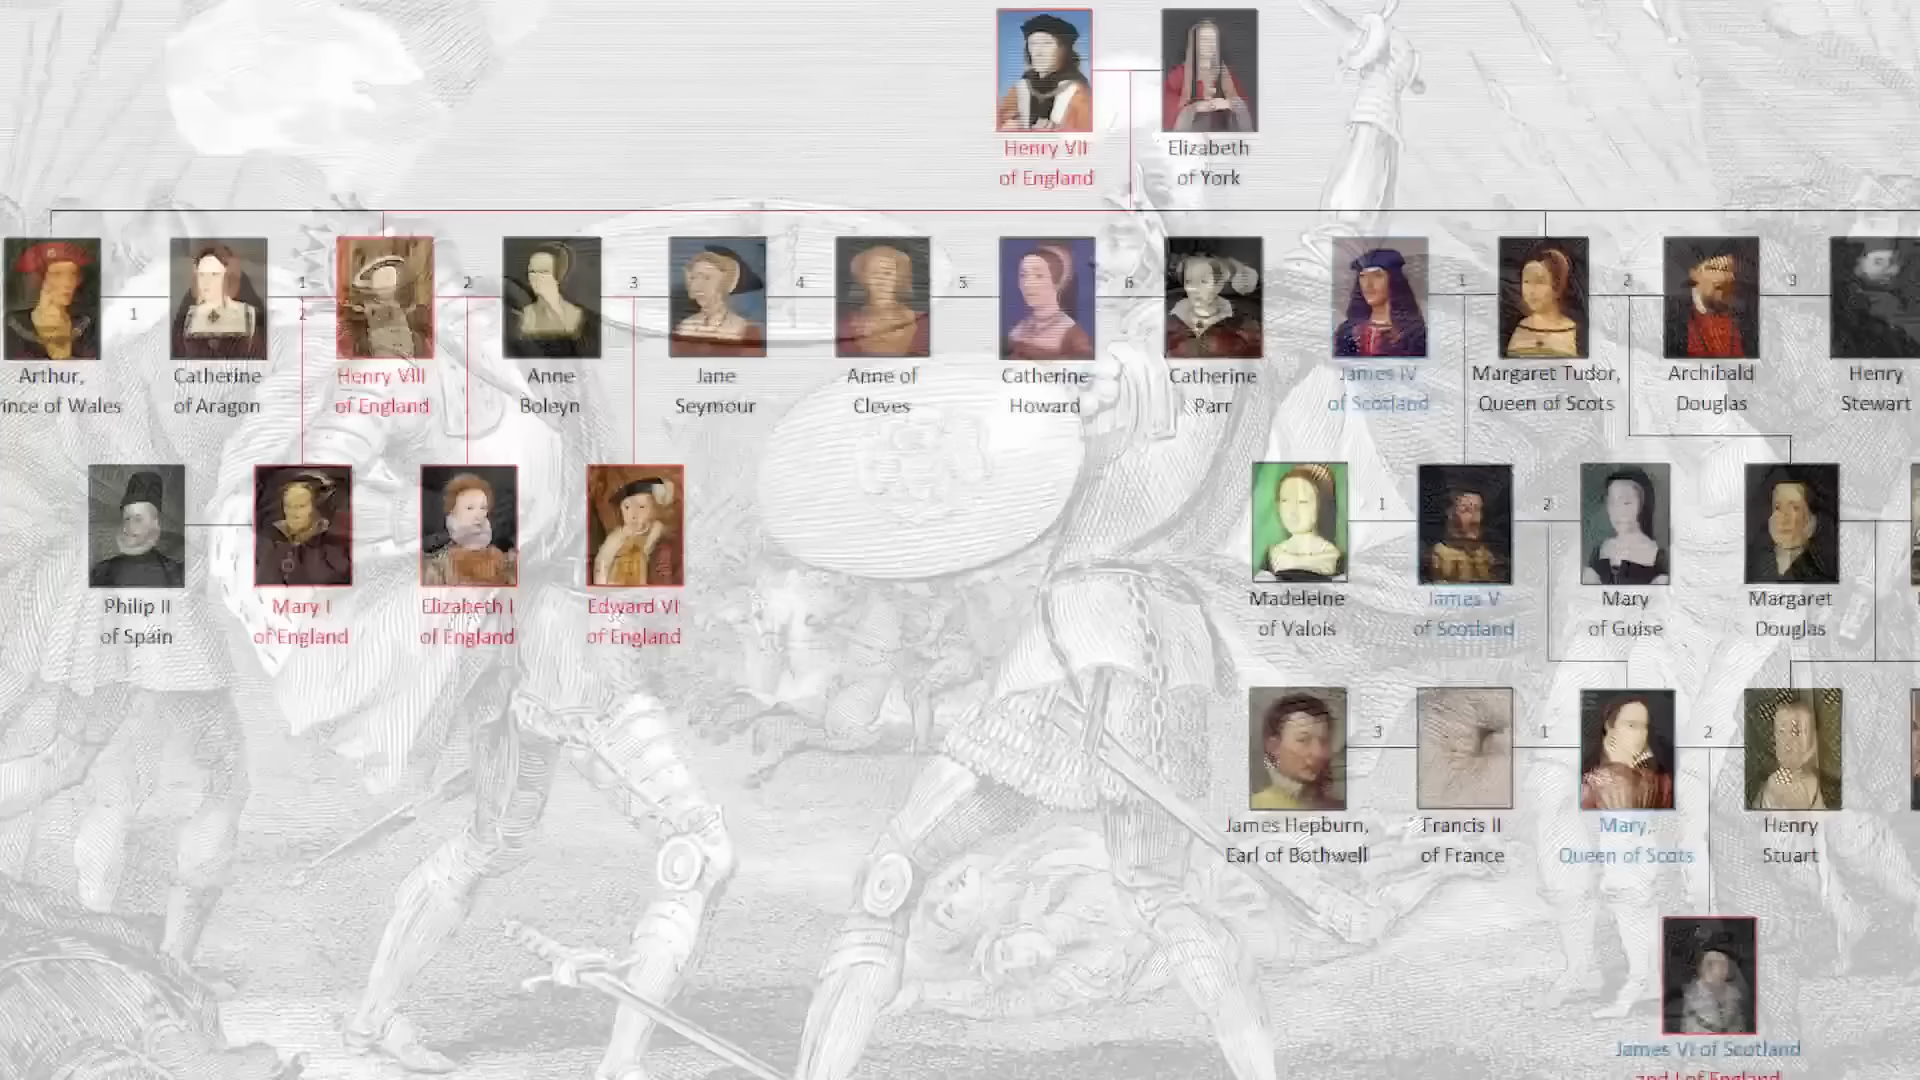 Henry VII
of England
Elizabeth
of York
1
1
2
2
3
4
5
6
1
2
3
Arthur,
ince of Wales
Catherine
of Aragon
Henry VIII
of England
Anne
Boleyn
Jane
Seymour
Anne of
Cleves
Catherine
Howard
Catherine
Parr
James IV
of Scotland
Margaret Tudor,
Queen of Scots
Archibald
Douglas
Henry
Stewart
1
2
Philip II
of Spain
Mary I
of England
Elizabeth I
of England
Edward VI
of England
Madeleine
of Valois
James V
of Scotland
Mary
of Guise
Margaret
Douglas
3
1
2
James Hepburn,
Earl of Bothwell
Francis II
of France
Mary,
Queen of Scots
Henry
Stuart
James VI of Scotland
and I of England